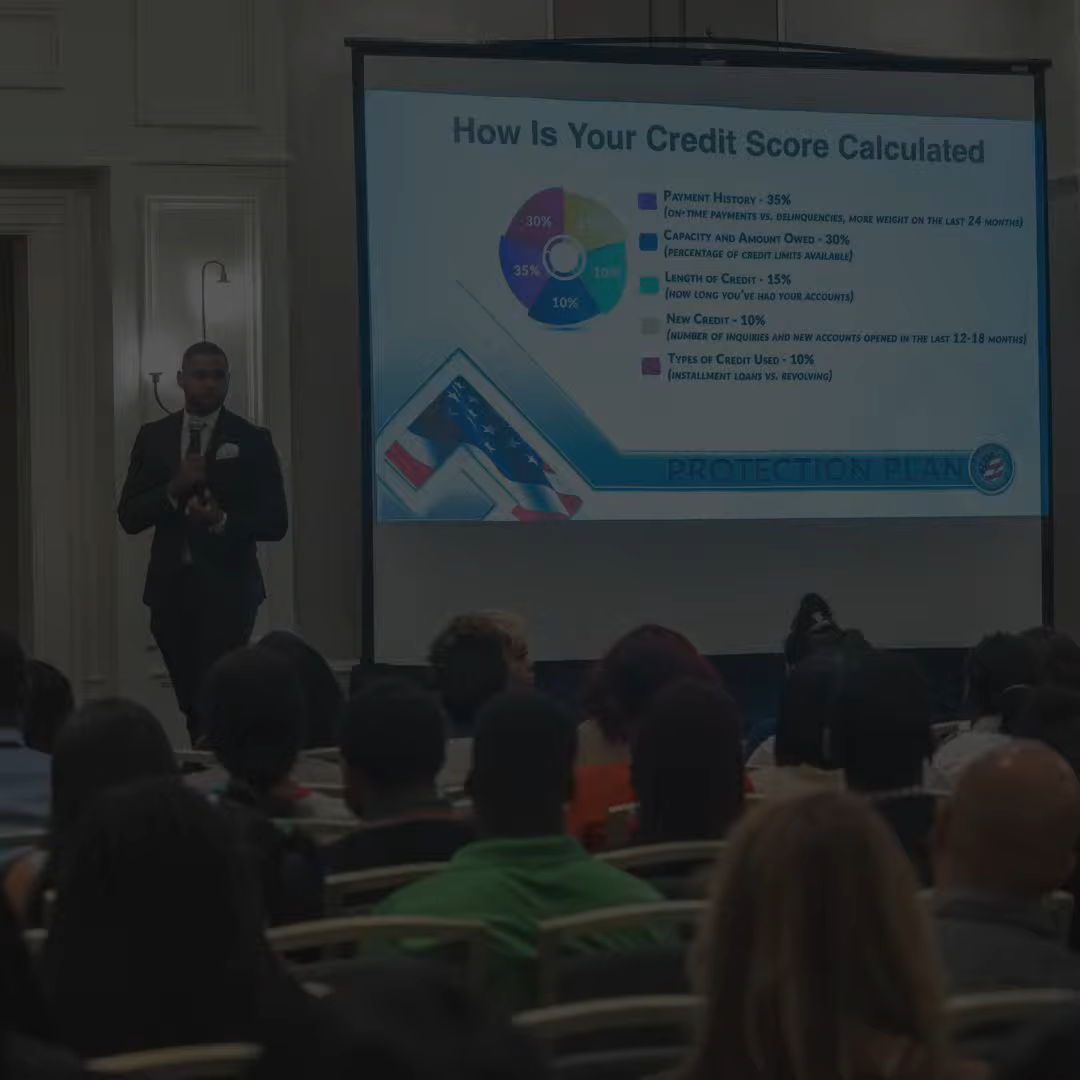 How Is Your Credit Score Calculated
30%
35%
10%
10%
Payment History - 35%
(on-time payments vs. delinquencies, more weight on the last 24 months)
Capacity and Amount Owed - 30%
(percentage of credit limits available)
Length of Credit - 15%
(how long you've had your accounts)
New Credit - 10%
(number of inquiries and new accounts opened in the last 12-18 months)
Types of Credit Used - 10%
(installment loans vs. revolving)
PROTECTION PLAN